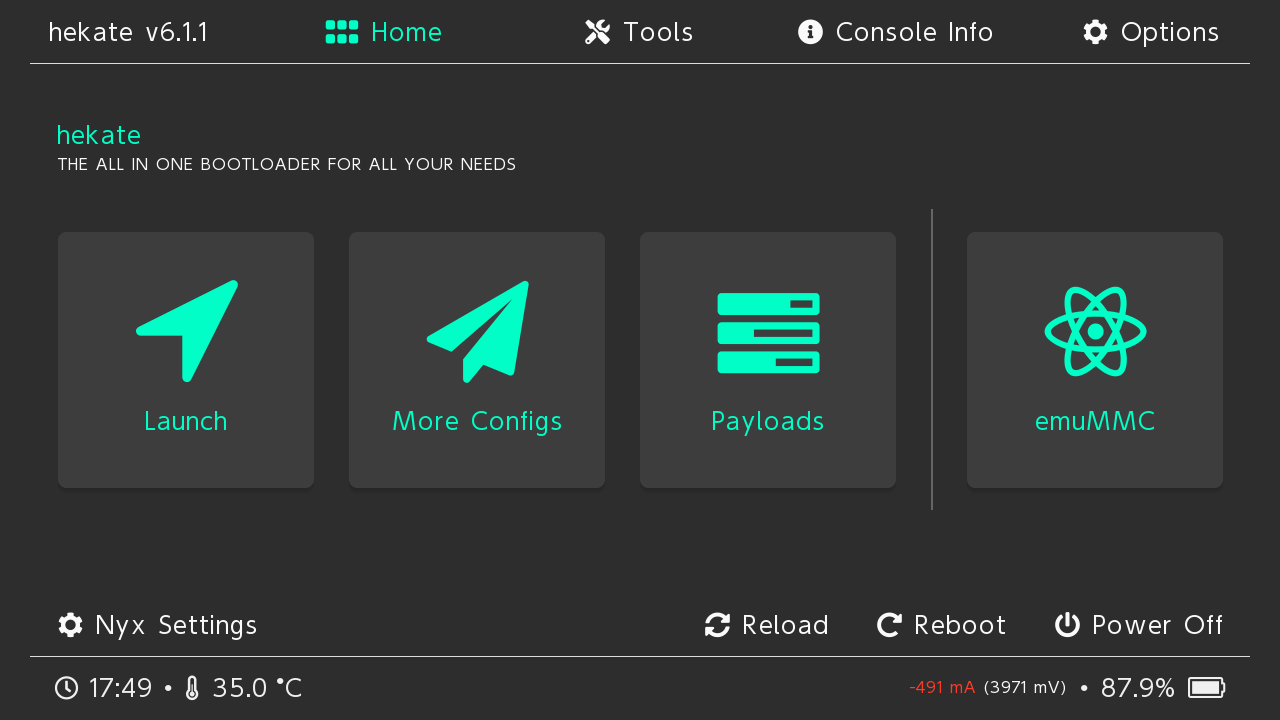 hekate v6.1.1 Home Tools Console Info Options
hekate
THE ALL IN ONE BOOTLOADER FOR ALL YOUR NEEDS
Launch More Configs Payloads emuMMC
Nyx Settings Reload Reboot Power Off
17:49 • 35.0 °C -491 mA (3971 mV) • 87.9%